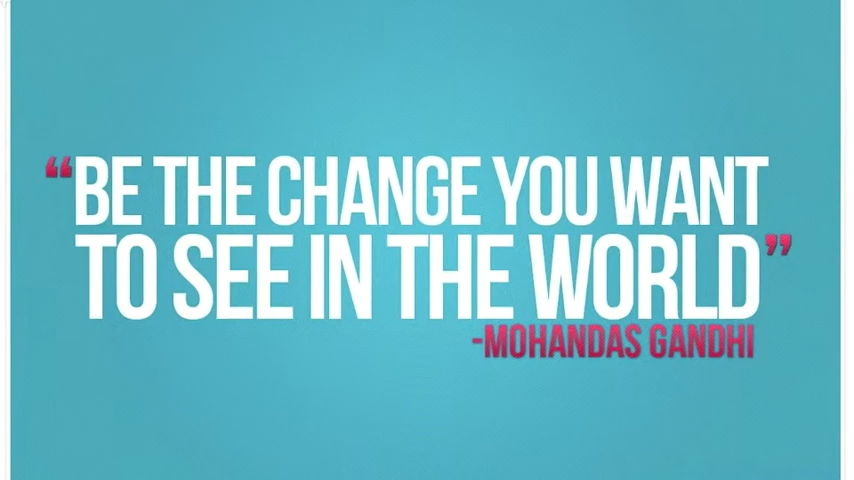 “BE THE CHANGE YOU WANT
TO SEE IN THE WORLD”
-MOHANDAS GANDHI